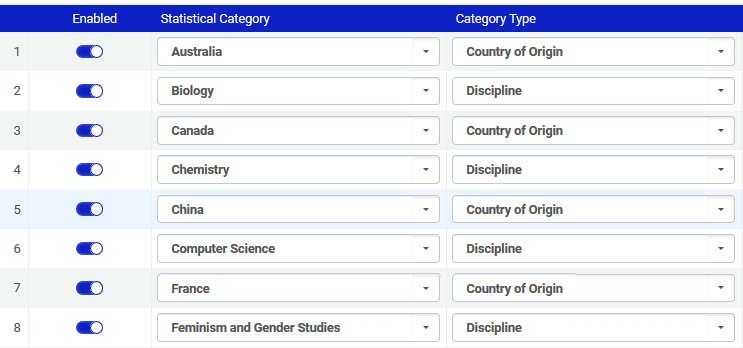 Enabled Statistical Category Category Type
1 Australia Country of Origin
2 Biology Discipline
3 Canada Country of Origin
4 Chemistry Discipline
5 China Country of Origin
6 Computer Science Discipline
7 France Country of Origin
8 Feminism and Gender Studies Discipline